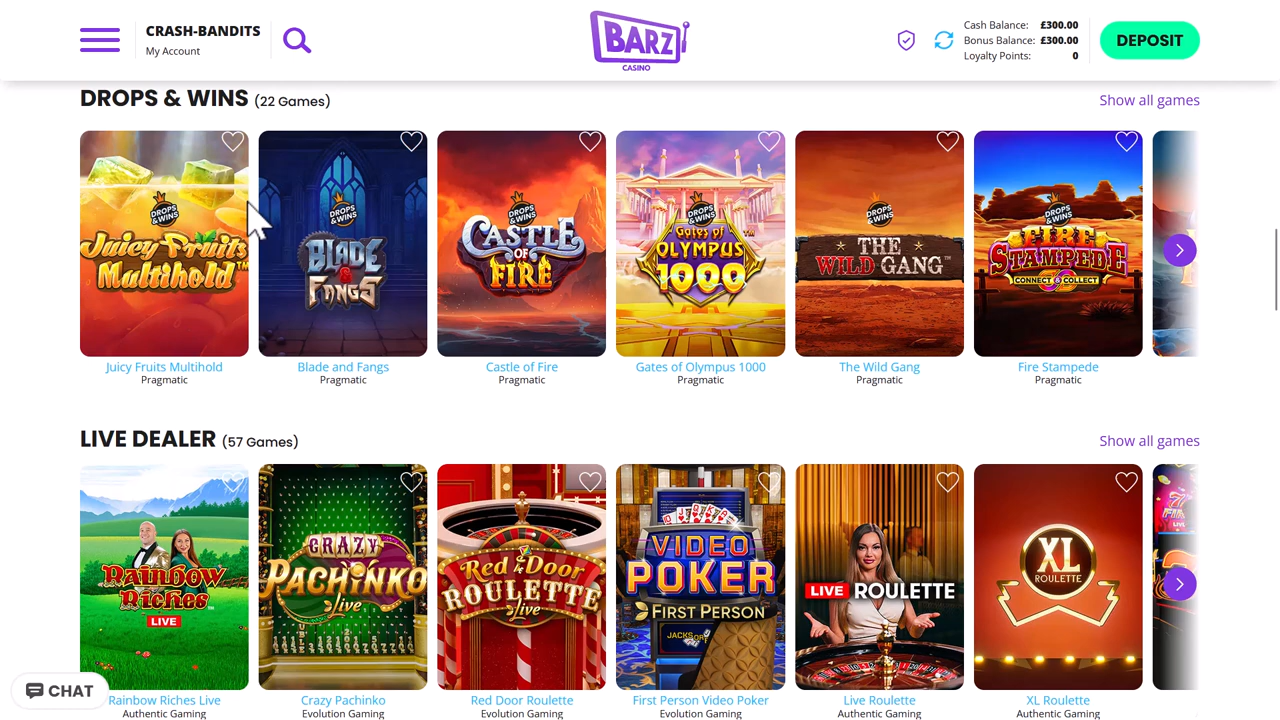 CRASH-BANDITS
My Account
BARZ
CASINO
Cash Balance: £300.00
Bonus Balance: £300.00
Loyalty Points: 0
DEPOSIT
DROPS & WINS (22 Games)
Show all games
DROPS & WINS
Juicy Fruits
Multihold™
DROPS & WINS
BLADE
&
FANGS
DROPS & WINS
CASTLE
OF
FIRE
DROPS & WINS
Gates of
OLYMPUS
1000
DROPS & WINS
THE
WILD GANG™
DROPS & WINS
FIRE
STAMPEDE
CONNECT & COLLECT
Juicy Fruits Multihold
Blade and Fangs
Castle of Fire
Gates of Olympus 1000
The Wild Gang
Fire Stampede
Pragmatic
Pragmatic
Pragmatic
Pragmatic
Pragmatic
Pragmatic
LIVE DEALER (57 Games)
Show all games
Rainbow
Riches™
LIVE
CRAZY
PACHINKO
live
Red Door
ROULETTE
Live
VIDEO
POKER
FIRST PERSON
LIVE ROULETTE
XL
ROULETTE
LIVE
CHAT
Rainbow Riches Live
Crazy Pachinko
Red Door Roulette
First Person Video Poker
Live Roulette
XL Roulette
Authentic Gaming
Evolution Gaming
Evolution Gaming
Evolution Gaming
Authentic Gaming
Authentic Gaming